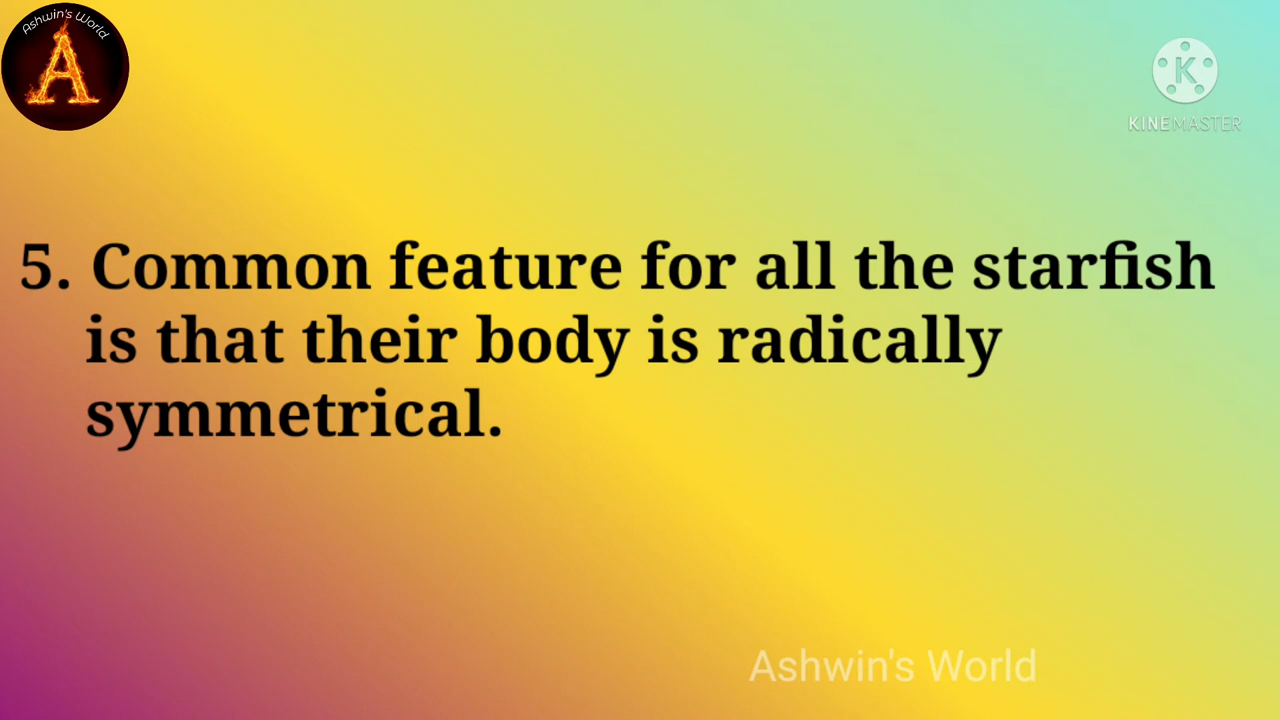 Ashwin's World
A
K
KINEMASTER
5. Common feature for all the starfish
is that their body is radically
symmetrical.
Ashwin's World